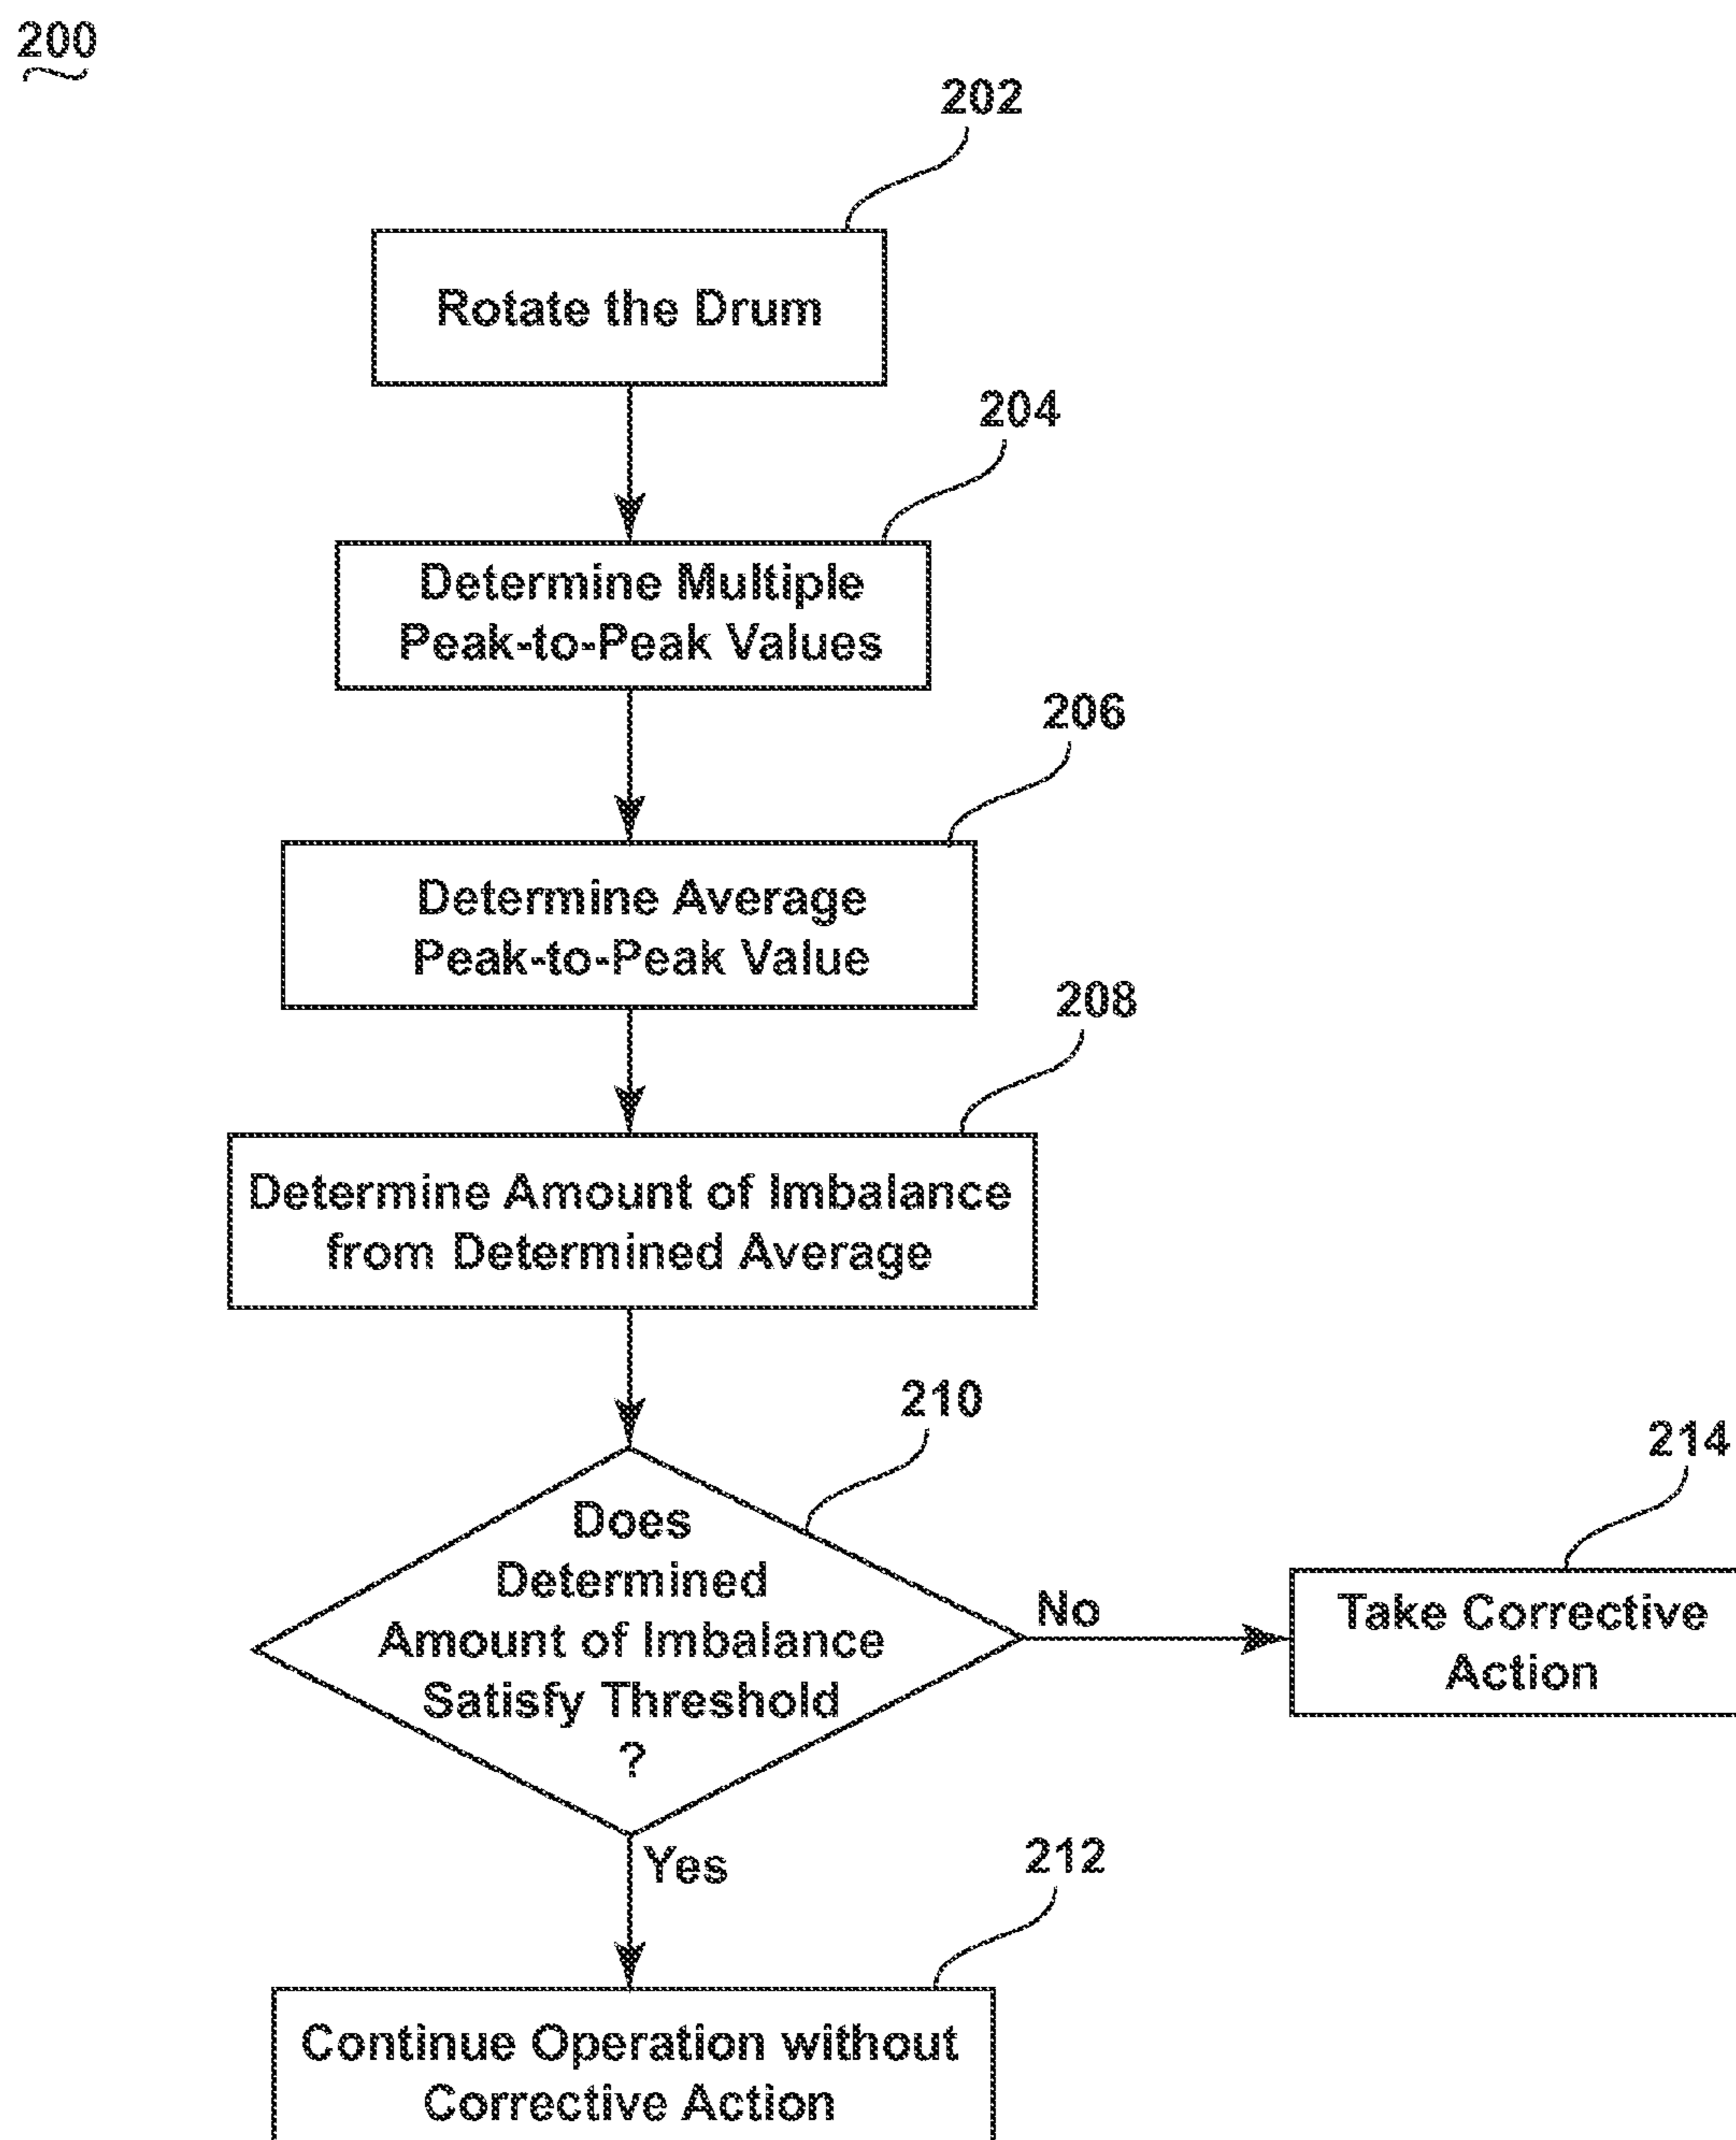 200
202
Rotate the Drum
204
Determine Multiple
Peak-to-Peak Values
206
Determine Average
Peak-to-Peak Value
208
Determine Amount of Imbalance
from Determined Average
210
Does
Determined
Amount of Imbalance
Satisfy Threshold
?
No
214
Take Corrective
Action
Yes
212
Continue Operation without
Corrective Action